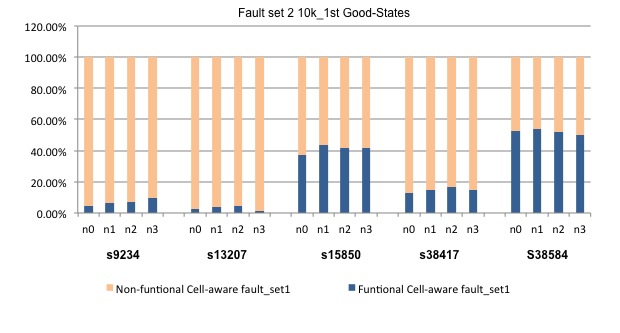 Fault set 2 10k_1st Good-States
120.00%
100.00%
80.00%
60.00%
40.00%
20.00%
0.00%
n0 n1 n2 n3 n0 n1 n2 n3 n0 n1 n2 n3 n0 n1 n2 n3 n0 n1 n2 n3
s9234 s13207 s15850 s38417 S38584
Non-funtional Cell-aware fault_set1 Funtional Cell-aware fault_set1